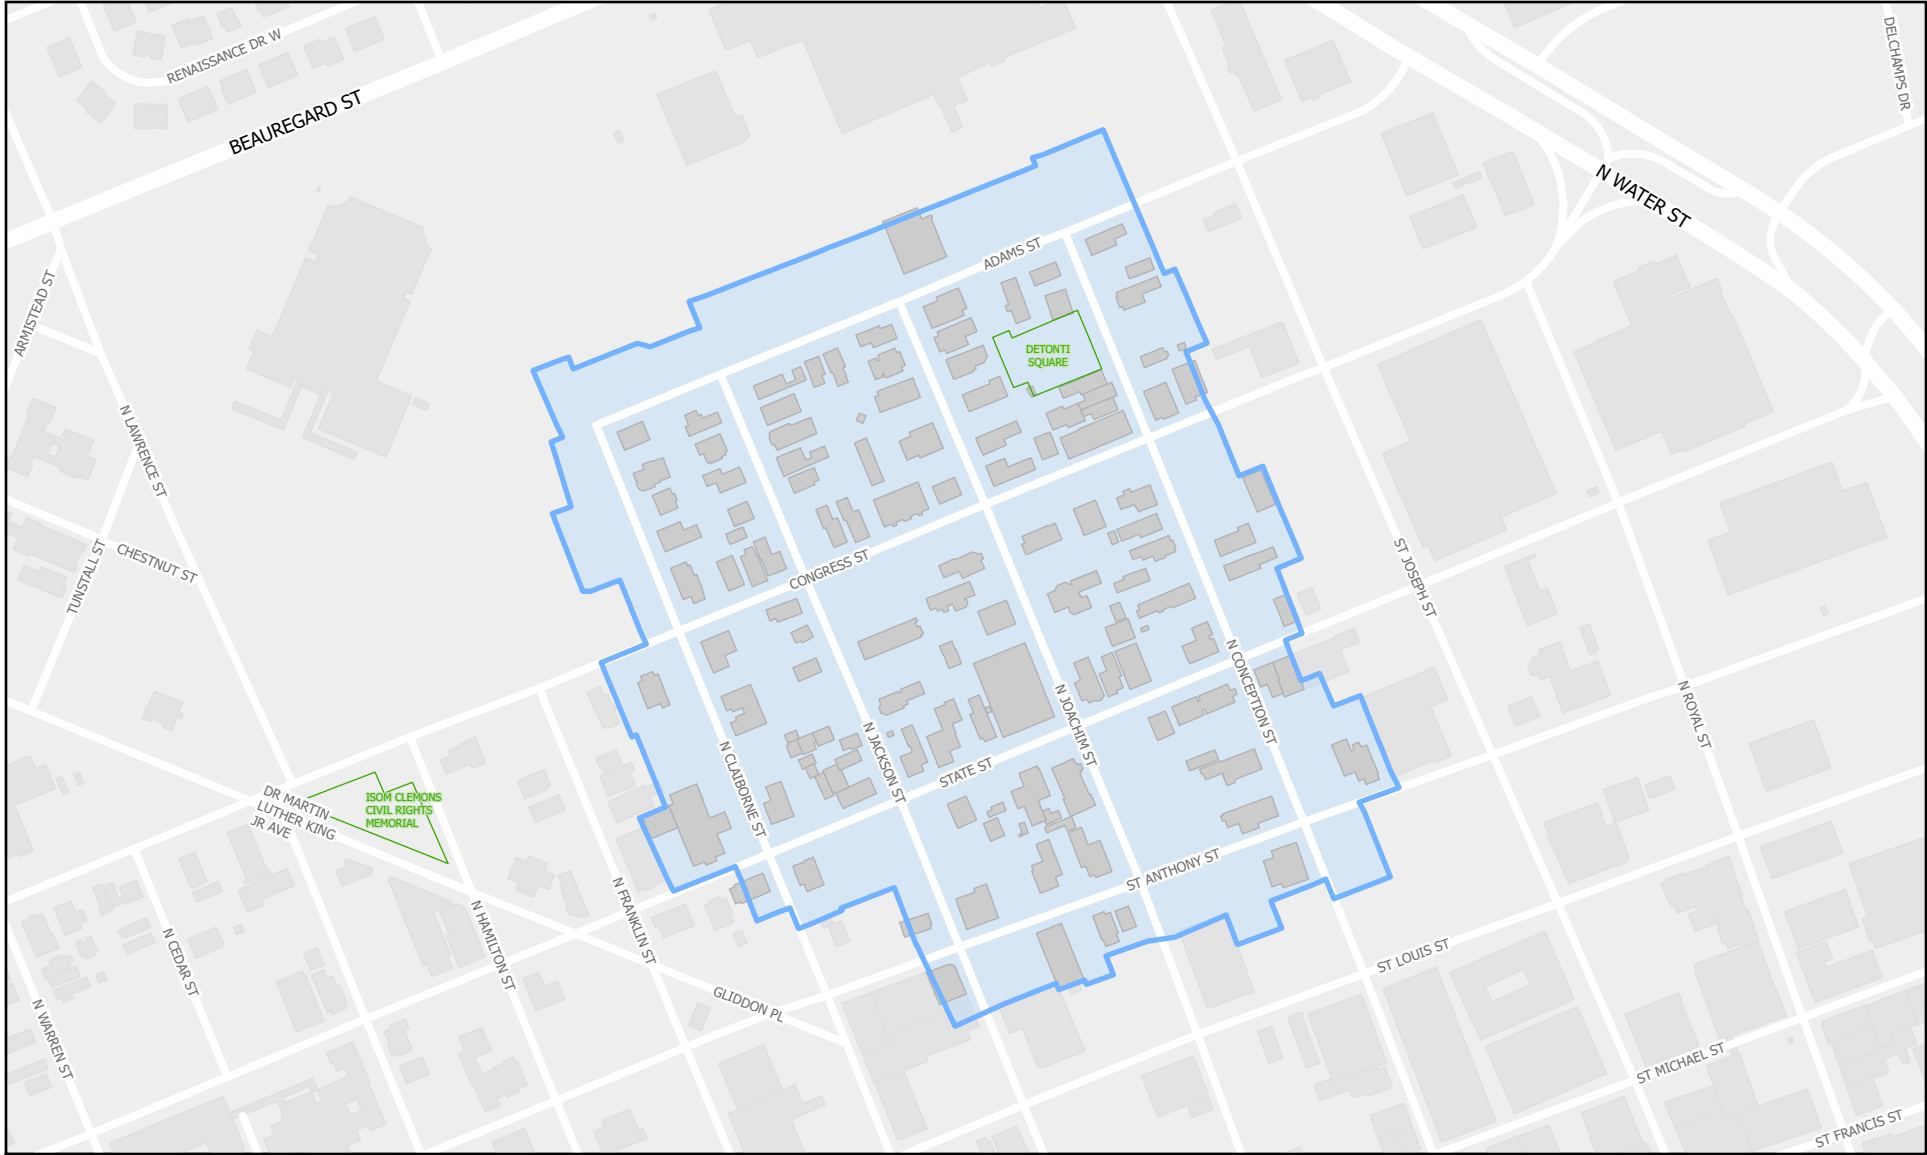 RENAISSANCE DR W
DELCHAMPS DR
BEAUREGARD ST
N WATER ST
ADAMS ST
ARMISTEAD ST
DETONTI
SQUARE
N LAWRENCE ST
CHESTNUT ST
TUNSTALL ST
CONGRESS ST
ST JOSEPH ST
N CONCEPTION ST
N ROYAL ST
N JOACHIM ST
N JACKSON ST
N CLAIBORNE ST
STATE ST
DR MARTIN
LUTHER KING
JR AVE
ISOM CLEMONS
CIVIL RIGHTS
MEMORIAL
ST ANTHONY ST
N FRANKLIN ST
N HAMILTON ST
N CEDAR ST
ST LOUIS ST
GLIDDON PL
N WARREN ST
ST MICHAEL ST
ST FRANCIS ST